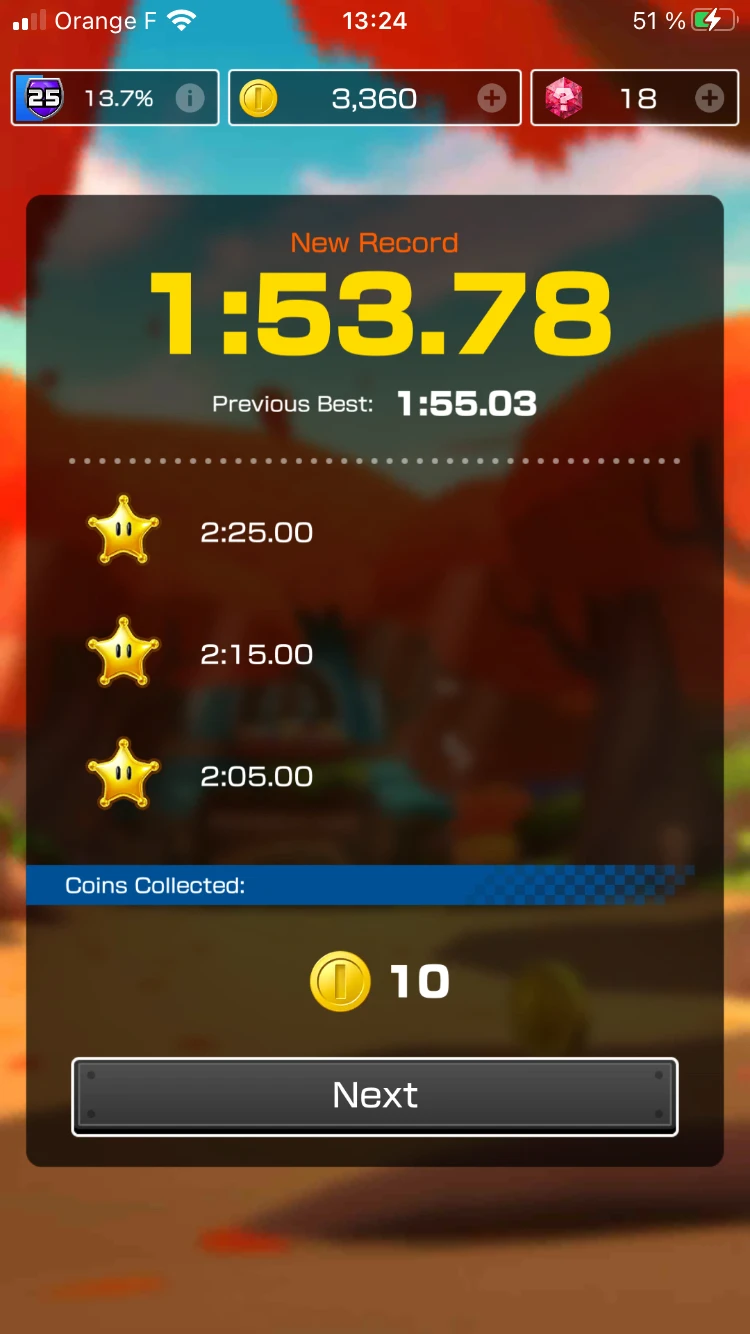 Orange F 13:24 51 %
25 13.7% i 3,360 + ? 18 +
New Record
1:53.78
Previous Best: 1:55.03
2:25.00
2:15.00
2:05.00
Coins Collected:
10
Next